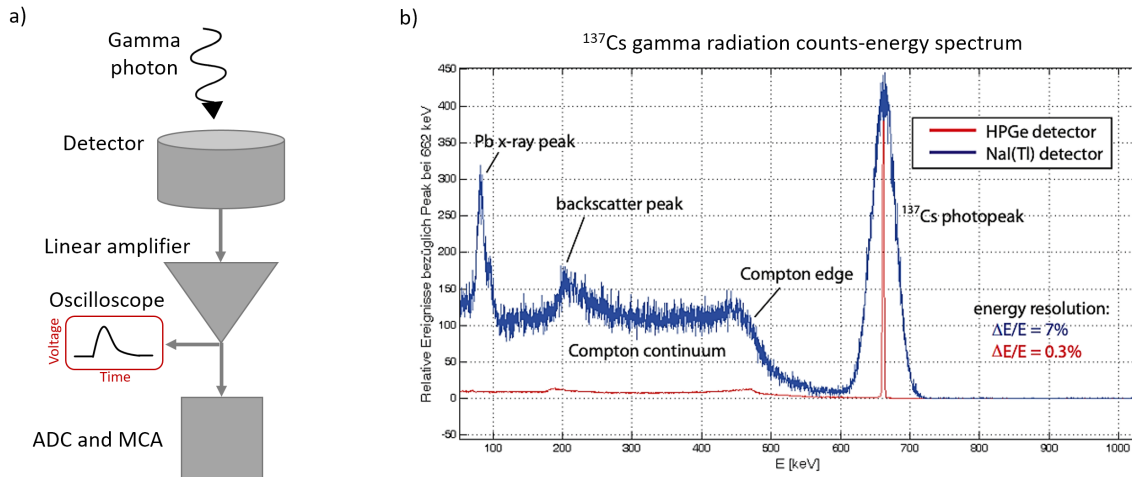 a)
Gamma
photon
Detector
Linear amplifier
Oscilloscope
Voltage
Time
ADC and MCA
b)
¹³⁷Cs gamma radiation counts-energy spectrum
Relative Ereignisse bezüglich Peak bei 662 keV
450
400
350
300
250
200
150
100
50
0
-50
Pb x-ray peak
backscatter peak
Compton edge
Compton continuum
¹³⁷Cs photopeak
HPGe detector
NaI(Tl) detector
energy resolution:
ΔE/E = 7%
ΔE/E = 0.3%
100 200 300 400 500 600 700 800 900 1000
E [keV]